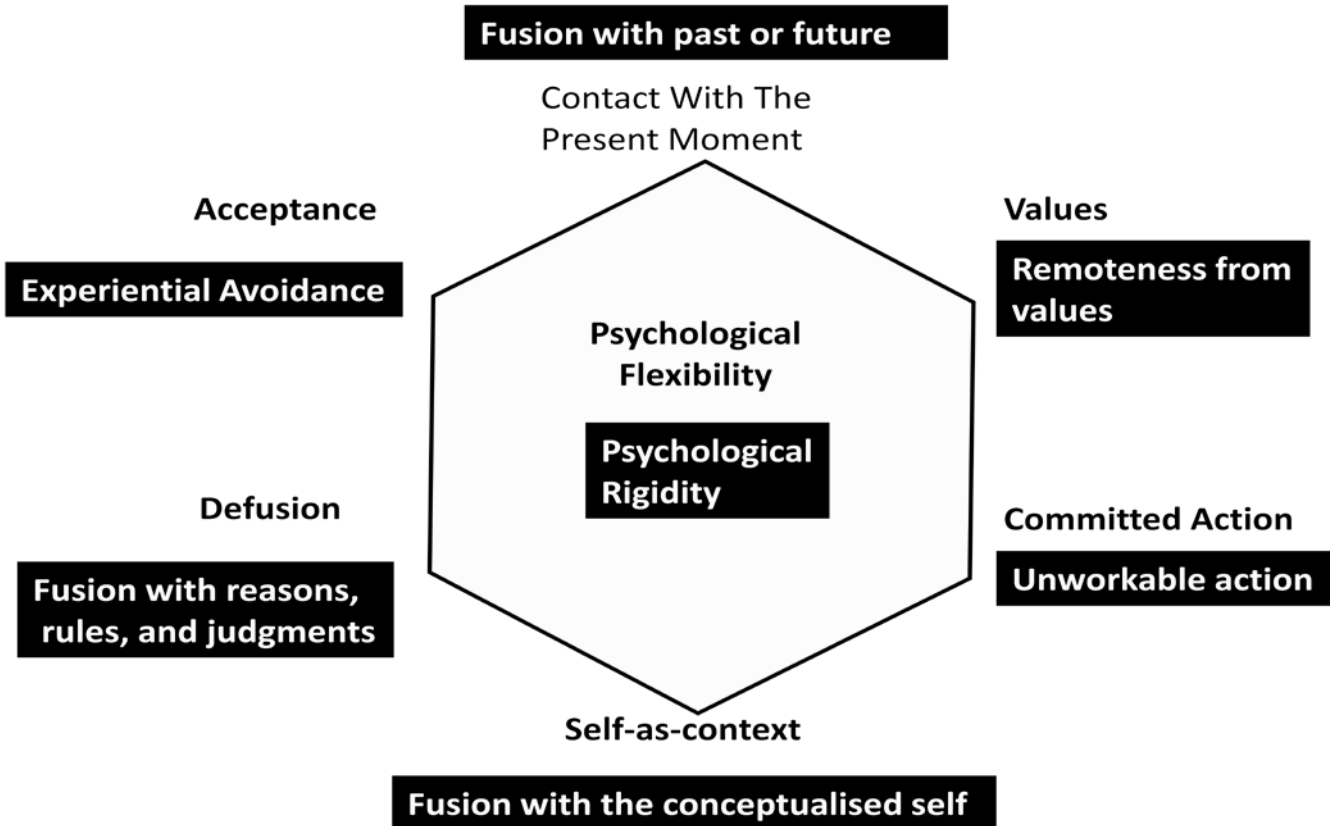 Fusion with past or future
Contact With The
Present Moment
Acceptance
Experiential Avoidance
Values
Remoteness from
values
Psychological
Flexibility
Psychological
Rigidity
Defusion
Fusion with reasons,
rules, and judgments
Committed Action
Unworkable action
Self-as-context
Fusion with the conceptualised self